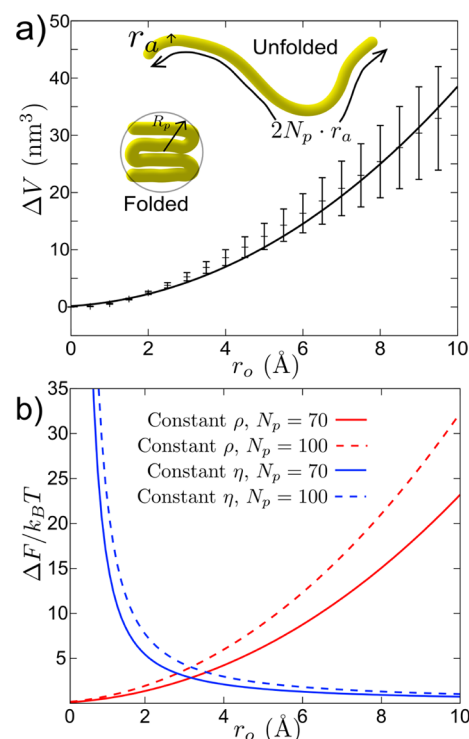 a)
r_a
Unfolded
2N_p · r_a
R_p
Folded
ΔV (nm³)
50
40
30
20
10
0
0 2 4 6 8 10
r_o (Å)
b)
Constant ρ, N_p = 70
Constant ρ, N_p = 100
Constant η, N_p = 70
Constant η, N_p = 100
ΔF/k_BT
35
30
25
20
15
10
5
0 2 4 6 8 10
r_o (Å)